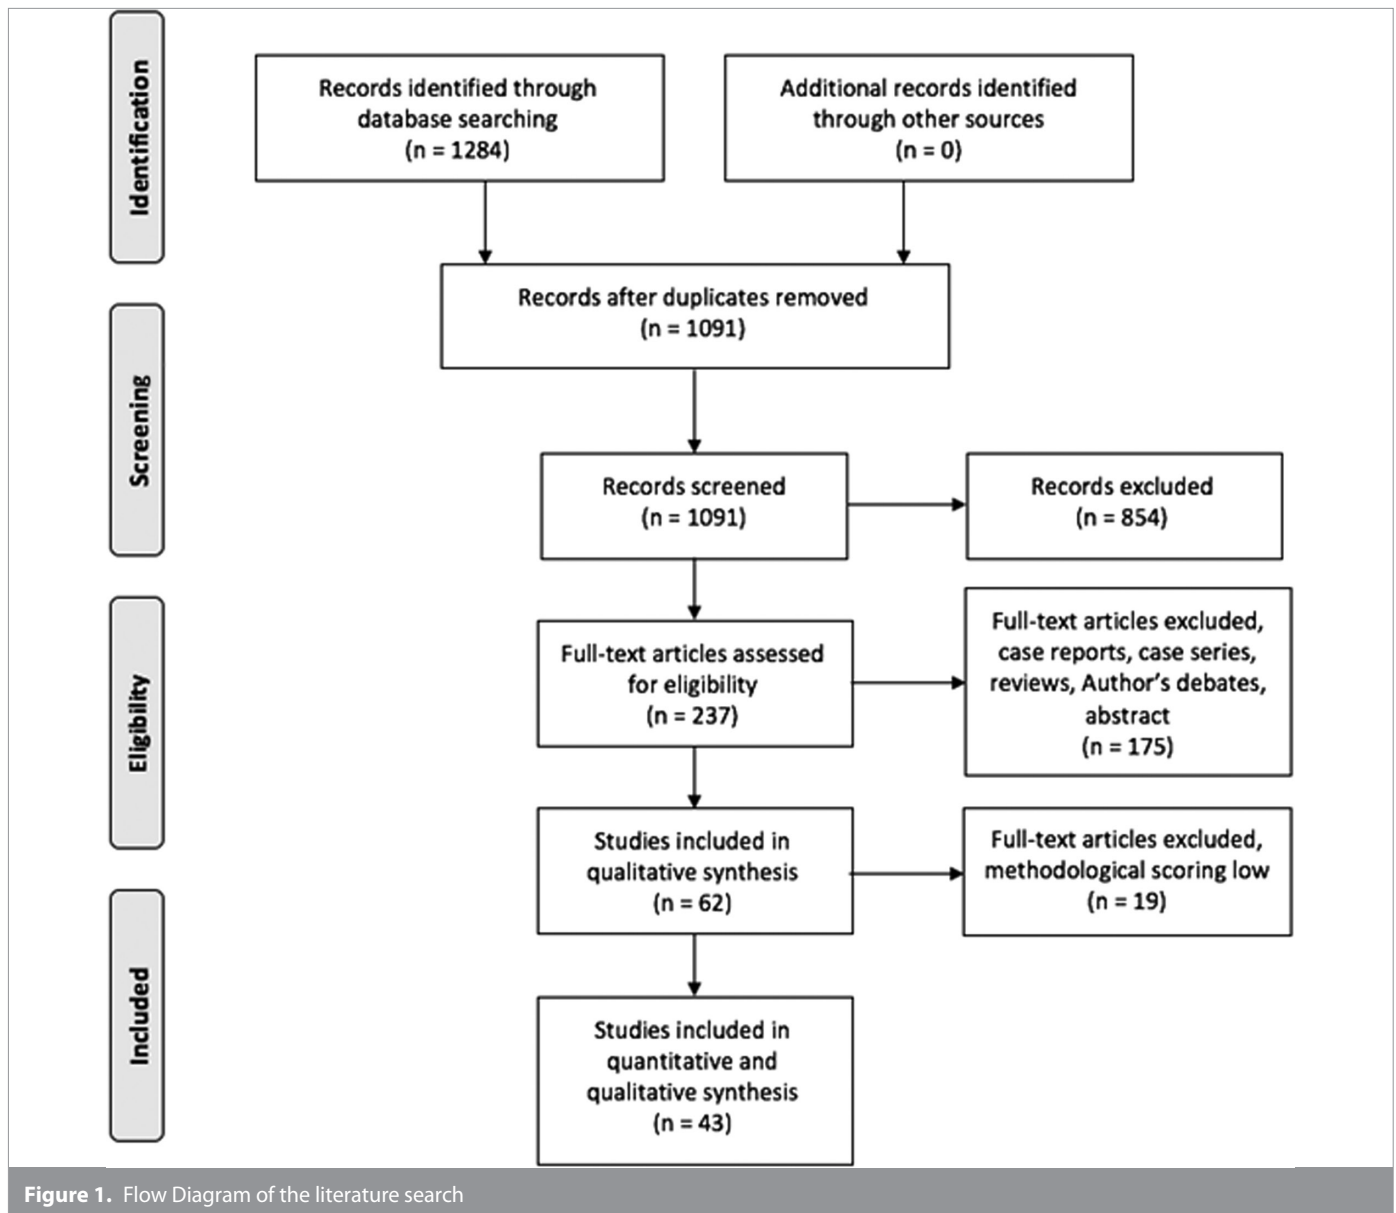 Identification
Records identified through
database searching
(n = 1284)
Additional records identified
through other sources
(n = 0)
Records after duplicates removed
(n = 1091)
Screening
Records screened
(n = 1091)
Records excluded
(n = 854)
Eligibility
Full-text articles assessed
for eligibility
(n = 237)
Full-text articles excluded,
case reports, case series,
reviews, Author's debates,
abstract
(n = 175)
Studies included in
qualitative synthesis
(n = 62)
Full-text articles excluded,
methodological scoring low
(n = 19)
Included
Studies included in
quantitative and
qualitative synthesis
(n = 43)
Figure 1. Flow Diagram of the literature search